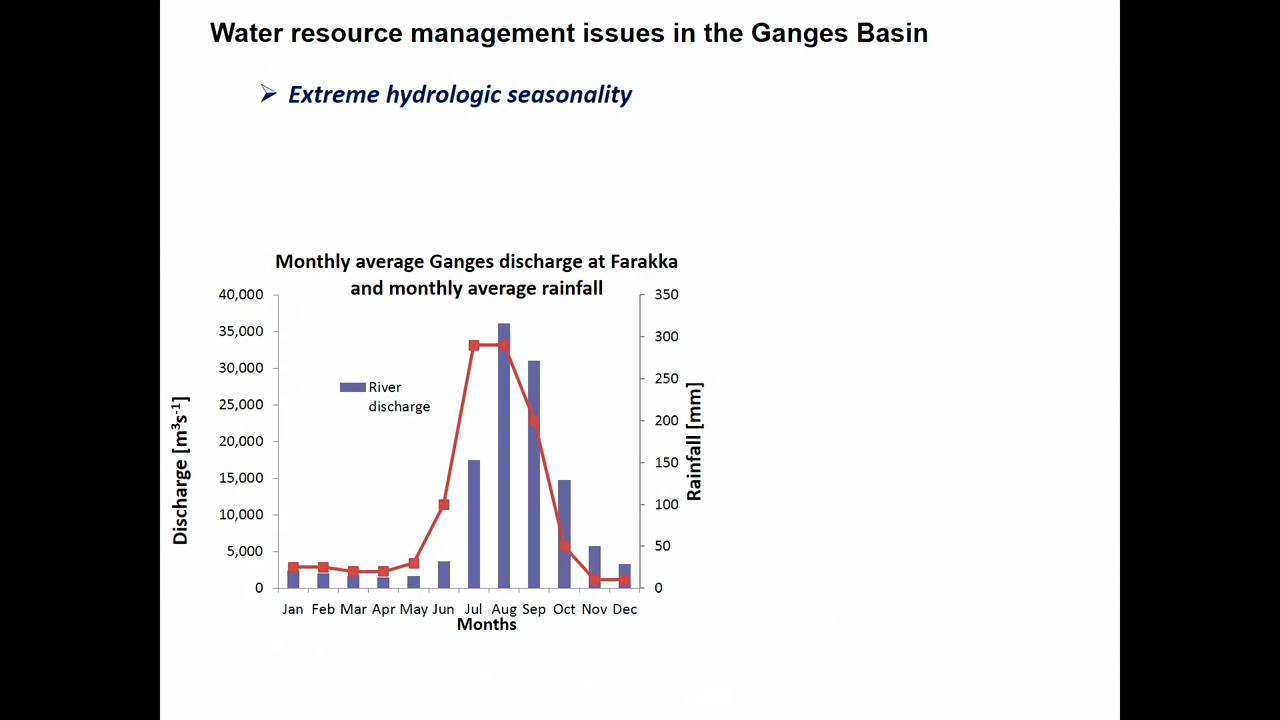 Water resource management issues in the Ganges Basin
➢ Extreme hydrologic seasonality
Monthly average Ganges discharge at Farakka
and monthly average rainfall
40,000
35,000
30,000
25,000
20,000
15,000
10,000
5,000
0
Discharge [m³s⁻¹]
River
discharge
350
300
250
200
150
100
50
0
Rainfall [mm]
Jan Feb Mar Apr May Jun Jul Aug Sep Oct Nov Dec
Months